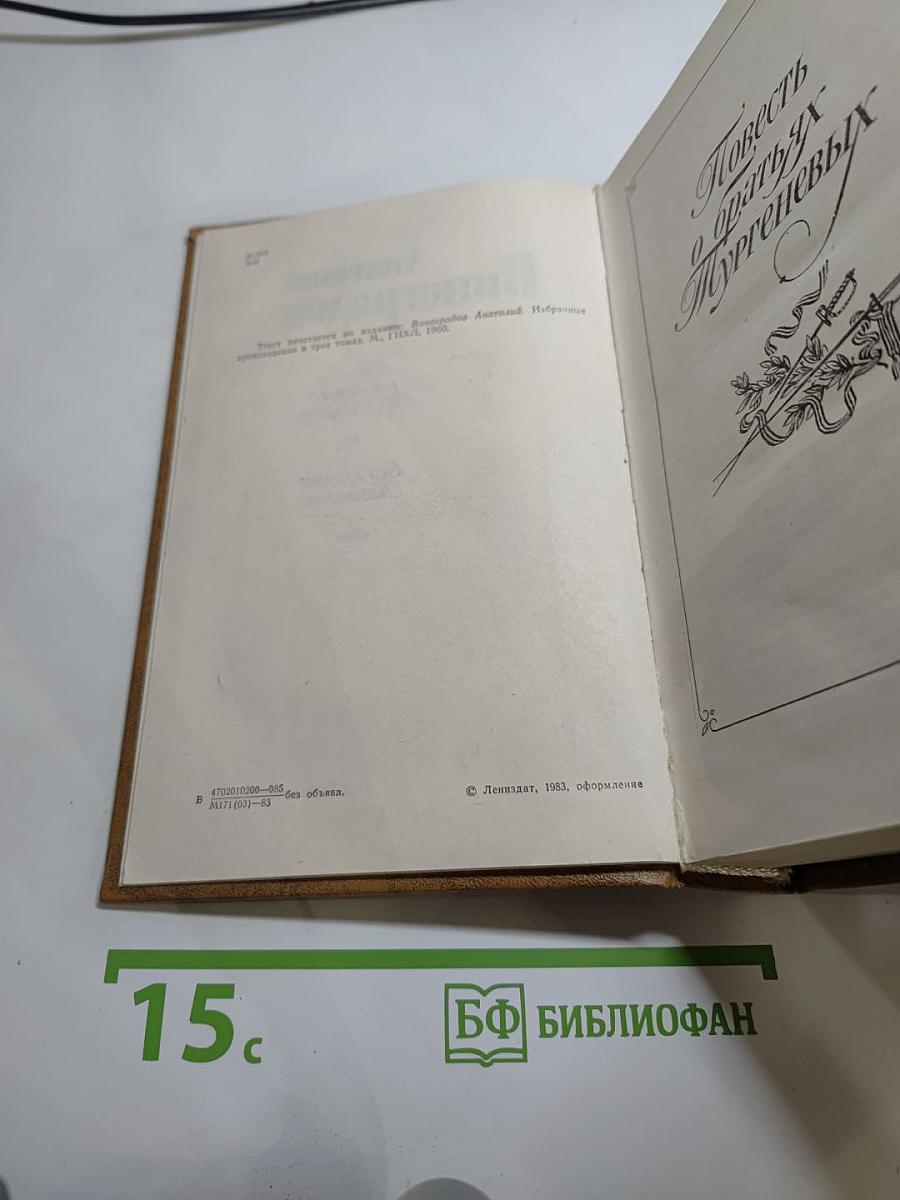 Текст печатается по изданию: Виноградов Анатолий. Избранные
произведения в трех томах. М., ГИХЛ, 1960.
В 4702010200—085 без объявл.
М171(03)—83
© Лениздат, 1983, оформление
Повесть
о братьях
Тургеневых
15 с
БФ БИБЛИОФАН